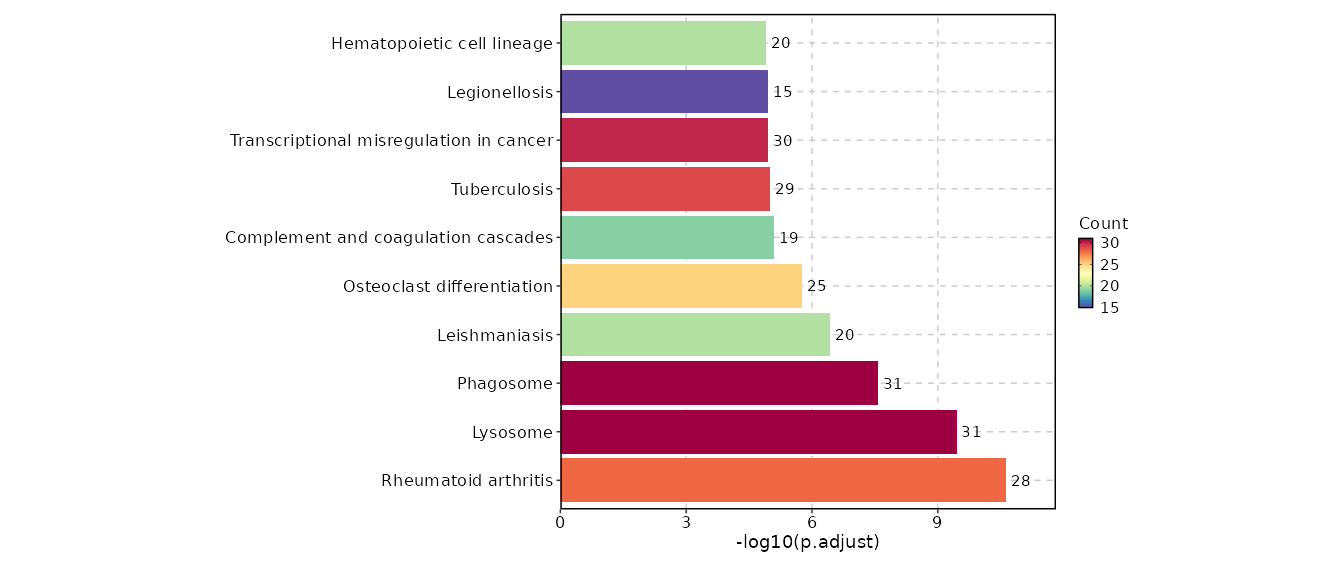 Hematopoietic cell lineage 20
Legionellosis 15
Transcriptional misregulation in cancer 30
Tuberculosis 29
Complement and coagulation cascades 19
Osteoclast differentiation 25
Leishmaniasis 20
Phagosome 31
Lysosome 31
Rheumatoid arthritis 28
0 3 6 9
-log10(p.adjust)
Count
30
25
20
15